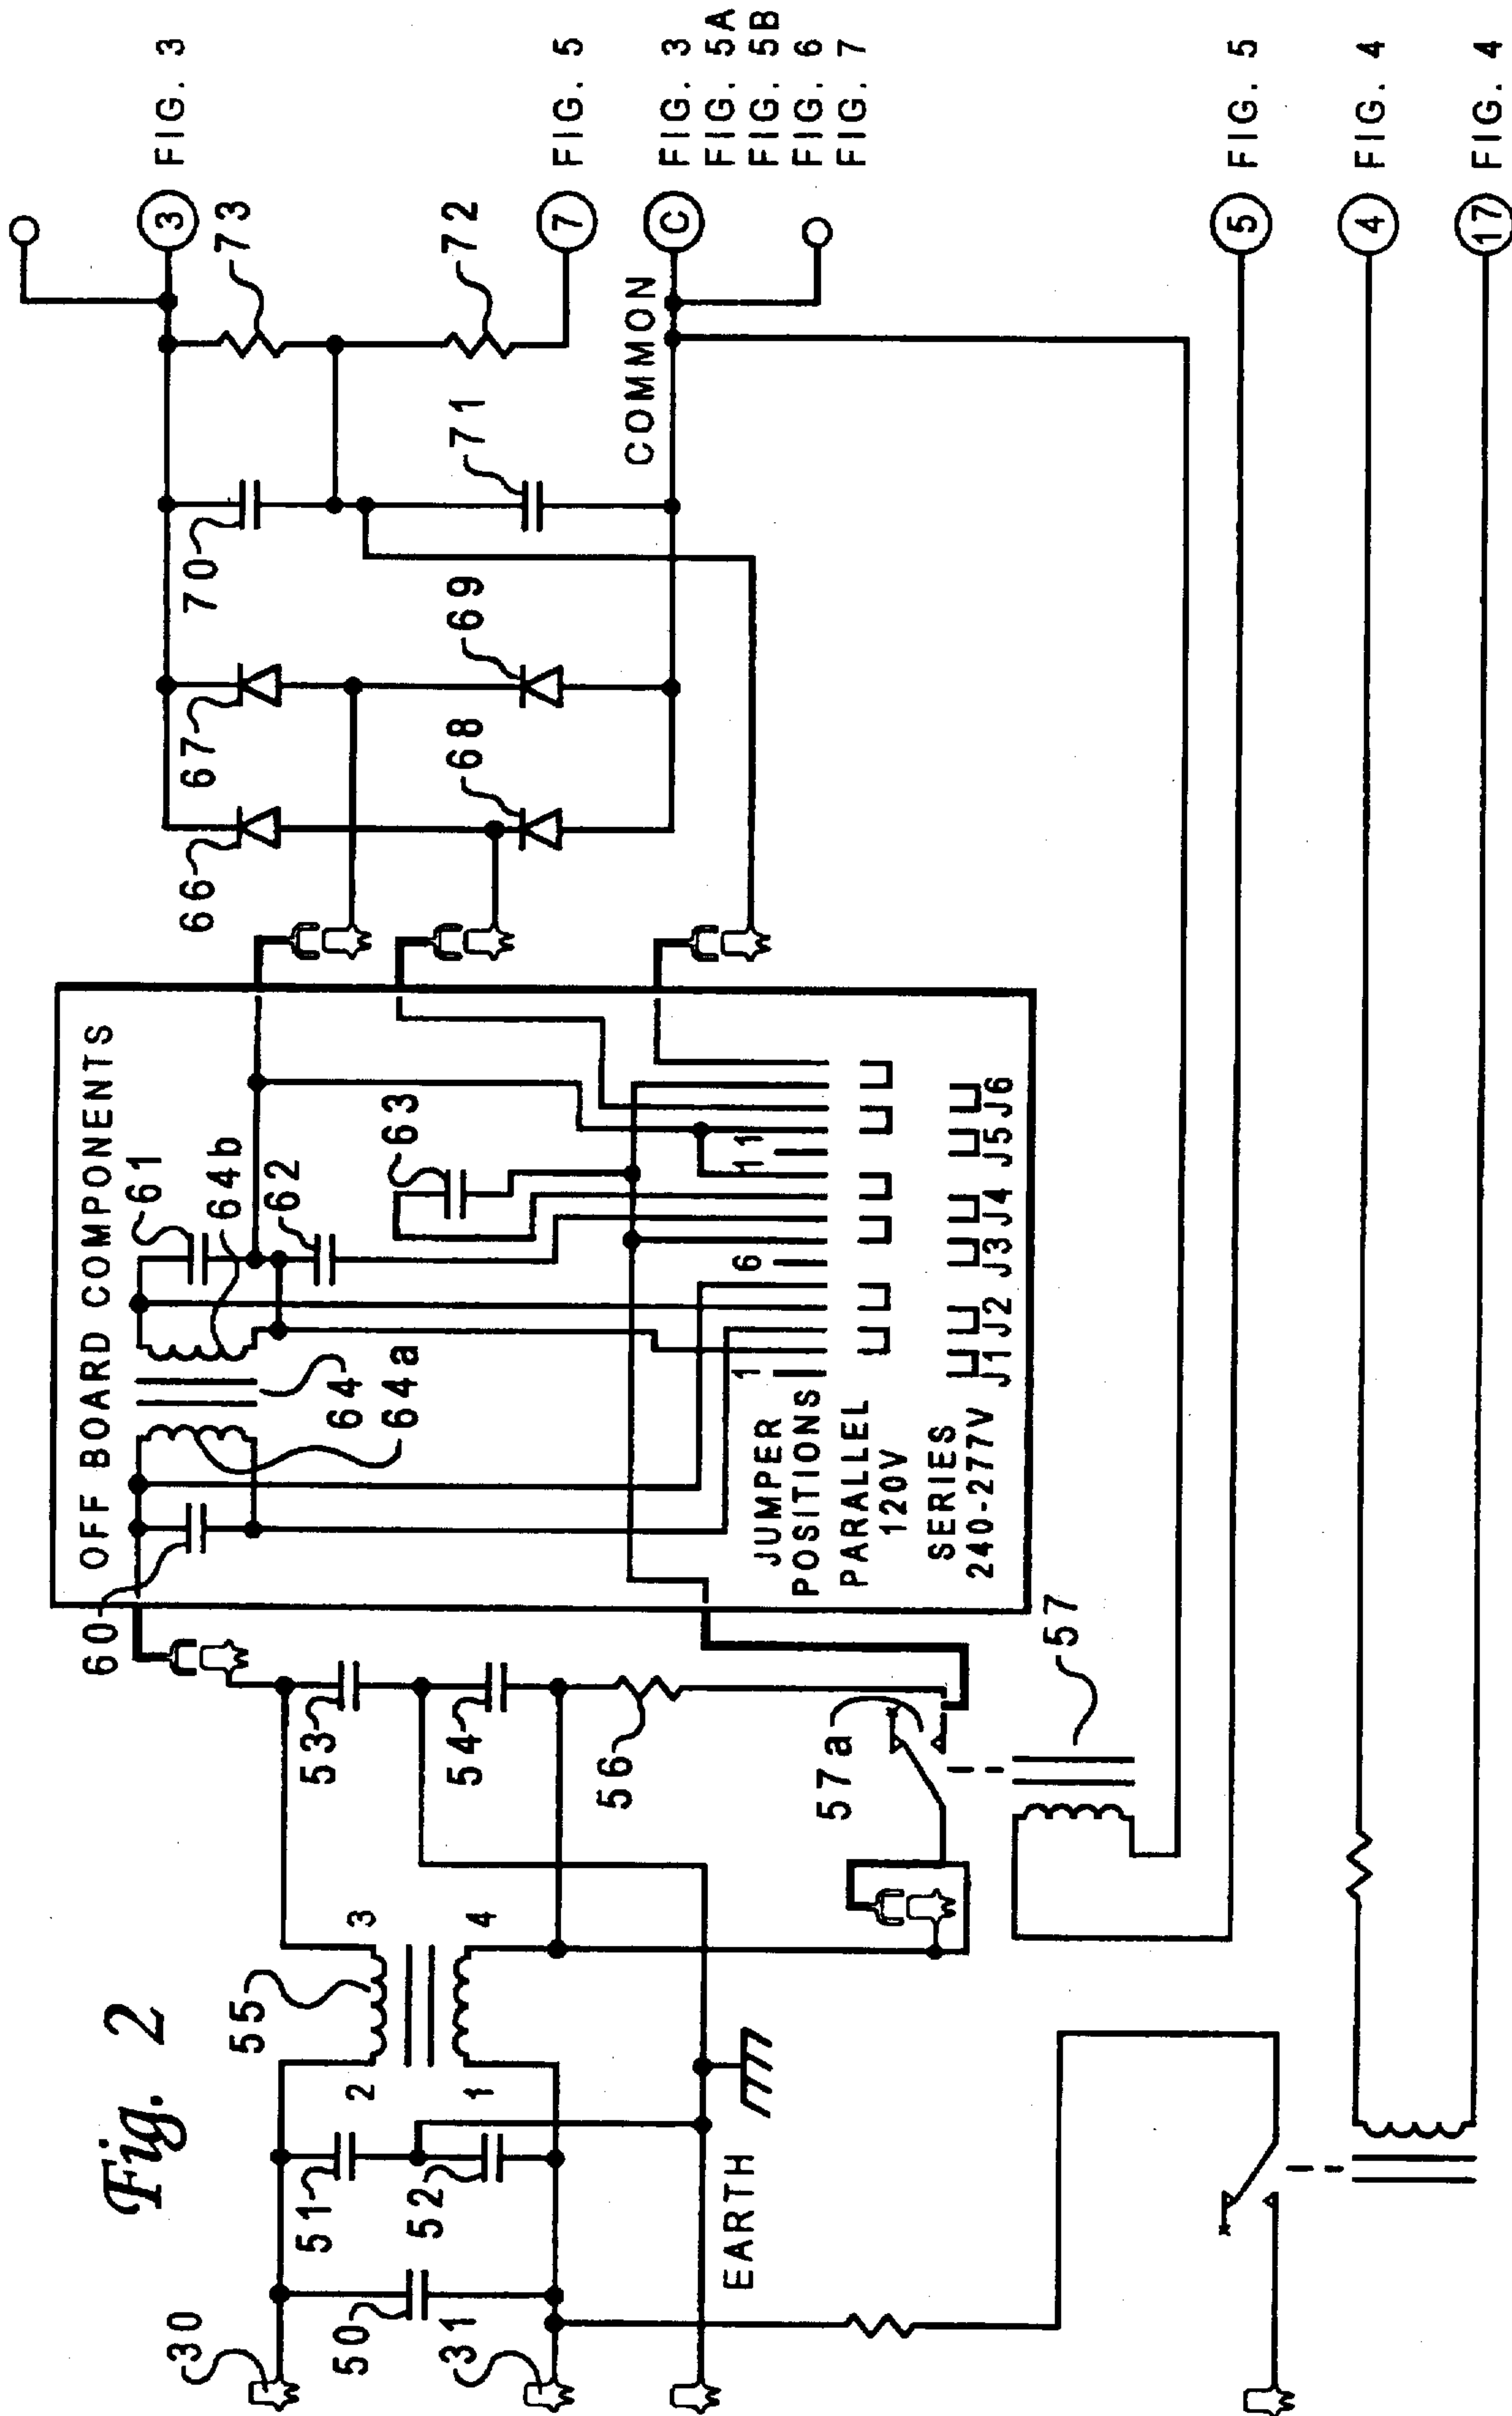 Fig. 2
30
50
31
51
52
EARTH
2
1
55
3
4
53
54
56
57a
57
60
OFF BOARD COMPONENTS
64
64a
61
64b
62
63
1
6
11
JUMPER
POSITIONS
PARALLEL
120V
SERIES
240-277V
J1 J2 J3 J4 J5 J6
66
67
68
69
70
71
COMMON
73
72
3 FIG. 3
7 FIG. 5
C FIG. 3
FIG. 5A
FIG. 5B
FIG. 6
FIG. 7
5 FIG. 5
4 FIG. 4
17 FIG. 4